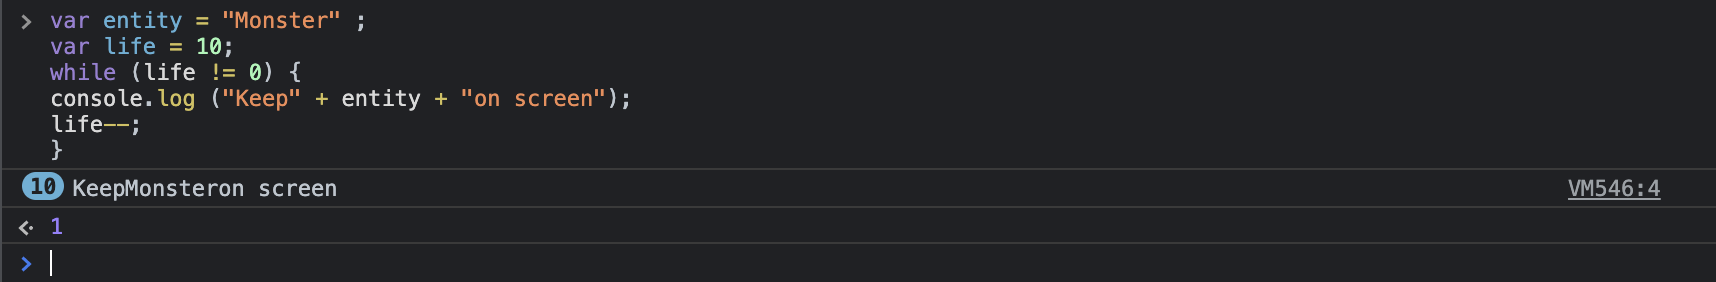 > var entity = "Monster" ;
var life = 10;
while (life != 0) {
console.log ("Keep" + entity + "on screen");
life--;
}
10 KeepMonsteron screen VM546:4
1
>